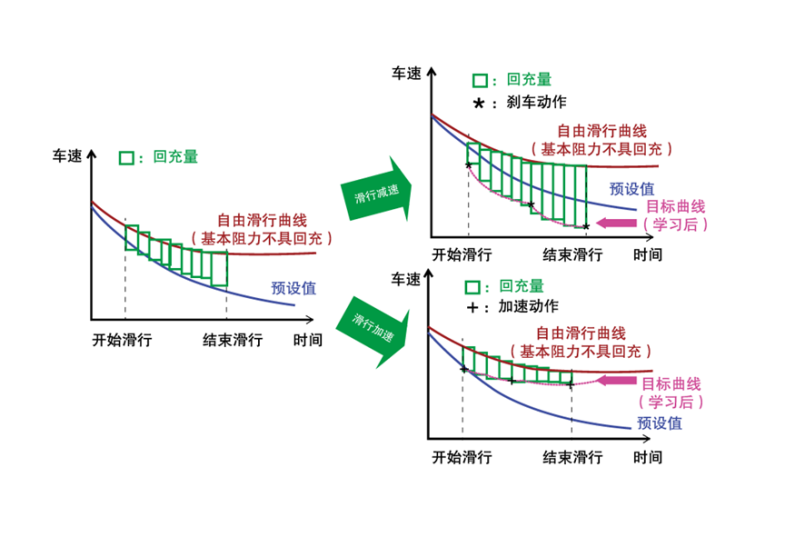 车速
：回充量
自由滑行曲线
（基本阻力不具回充）
预设值
开始滑行
结束滑行
时间
滑行减速
滑行加速
车速
：回充量
* ：刹车动作
自由滑行曲线
（基本阻力不具回充）
预设值
目标曲线
（学习后）
开始滑行
结束滑行
时间
车速
：回充量
+ ：加速动作
自由滑行曲线
（基本阻力不具回充）
目标曲线
（学习后）
预设值
开始滑行
结束滑行
时间